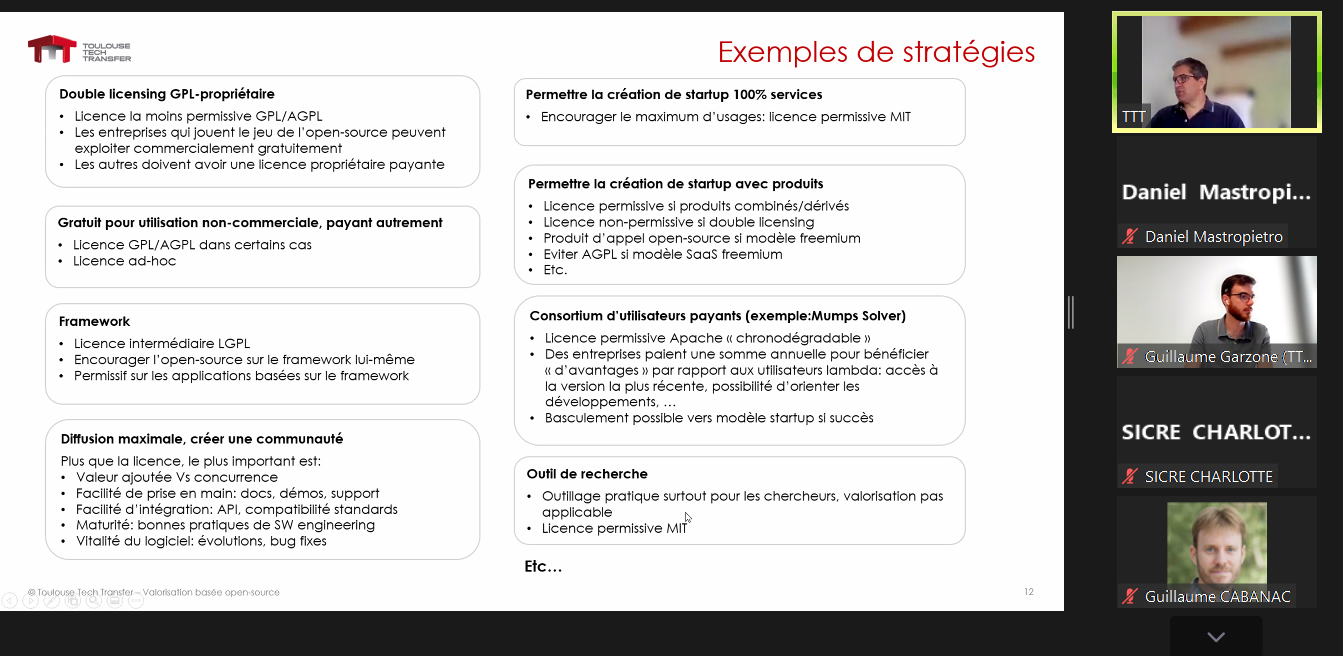 TOULOUSE
TECH
TRANSFER
Exemples de stratégies
Double licensing GPL-propriétaire
• Licence la moins permissive GPL/AGPL
• Les entreprises qui jouent le jeu de l'open-source peuvent
exploiter commercialement gratuitement
• Les autres doivent avoir une licence propriétaire payante
Gratuit pour utilisation non-commerciale, payant autrement
• Licence GPL/AGPL dans certains cas
• Licence ad-hoc
Framework
• Licence intermédiaire LGPL
• Encourager l'open-source sur le framework lui-même
• Permissif sur les applications basées sur le framework
Diffusion maximale, créer une communauté
Plus que la licence, le plus important est:
• Valeur ajoutée Vs concurrence
• Facilité de prise en main: docs, démos, support
• Facilité d'intégration: API, compatibilité standards
• Maturité: bonnes pratiques de SW engineering
• Vitalité du logiciel: évolutions, bug fixes
Permettre la création de startup 100% services
• Encourager le maximum d'usages: licence permissive MIT
Permettre la création de startup avec produits
• Licence permissive si produits combinés/dérivés
• Licence non-permissive si double licensing
• Produit d'appel open-source si modèle freemium
• Eviter AGPL si modèle SaaS freemium
• Etc.
Consortium d'utilisateurs payants (exemple:Mumps Solver)
• Licence permissive Apache « chronodégradable »
• Des entreprises paient une somme annuelle pour bénéficier
« d'avantages » par rapport aux utilisateurs lambda: accès à
la version la plus récente, possibilité d'orienter les
développements, …
• Basculement possible vers modèle startup si succès
Outil de recherche
• Outillage pratique surtout pour les chercheurs, valorisation pas
applicable
• Licence permissive MIT
Etc…
© Toulouse Tech Transfer – Valorisation basée open-source
12
TTT
Daniel Mastropi...
Daniel Mastropietro
Guillaume Garzone (TT...
SICRE CHARLOT...
SICRE CHARLOTTE
Guillaume CABANAC